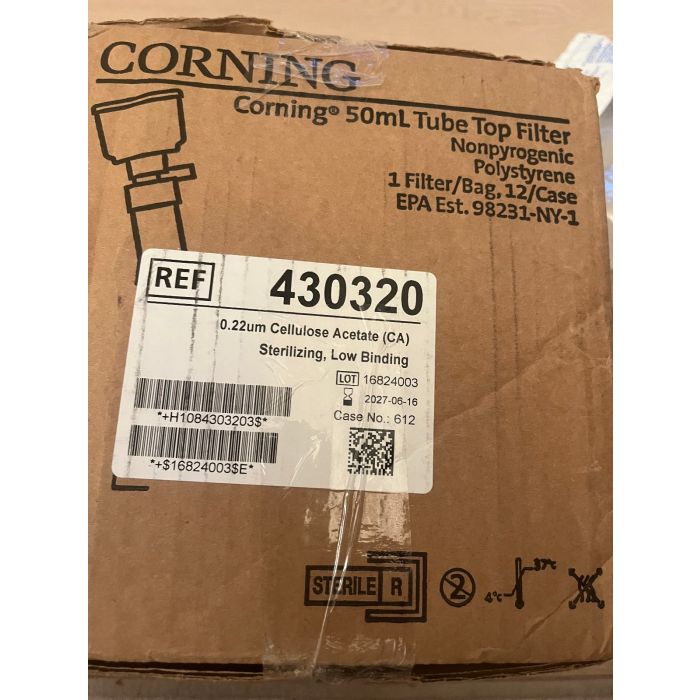 CORNING
Corning® 50mL Tube Top Filter
Nonpyrogenic
Polystyrene
1 Filter/Bag, 12/Case
EPA Est. 98231-NY-1
REF 430320
0.22um Cellulose Acetate (CA)
Sterilizing, Low Binding
LOT 16824003
2027-06-16
Case No.: 612
*+H1084303203$*
*+$16824003$E*
STERILE R
2
4°c
37°c